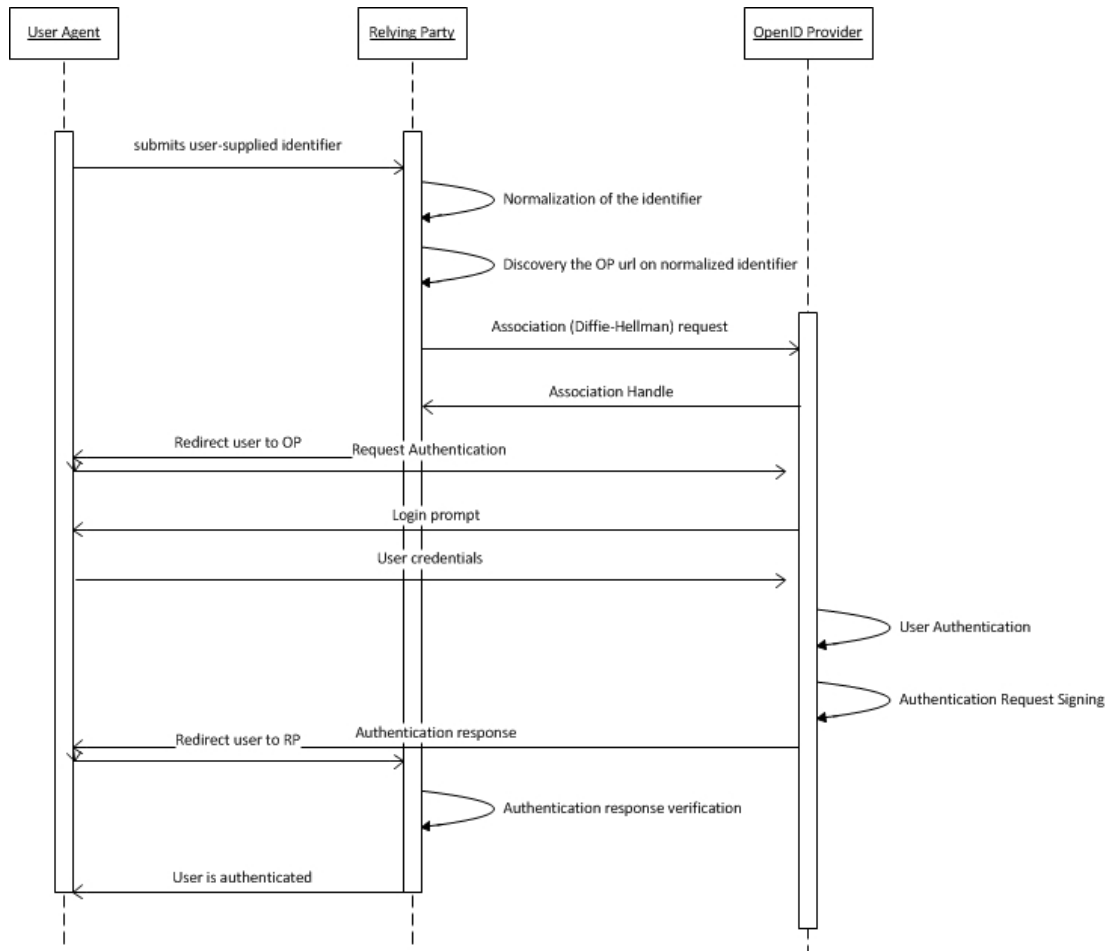 User Agent
Relying Party
OpenID Provider
submits user-supplied identifier
Normalization of the identifier
Discovery the OP url on normalized identifier
Association (Diffie-Hellman) request
Association Handle
Redirect user to OP
Request Authentication
Login prompt
User credentials
User Authentication
Authentication Request Signing
Authentication response
Redirect user to RP
Authentication response verification
User is authenticated